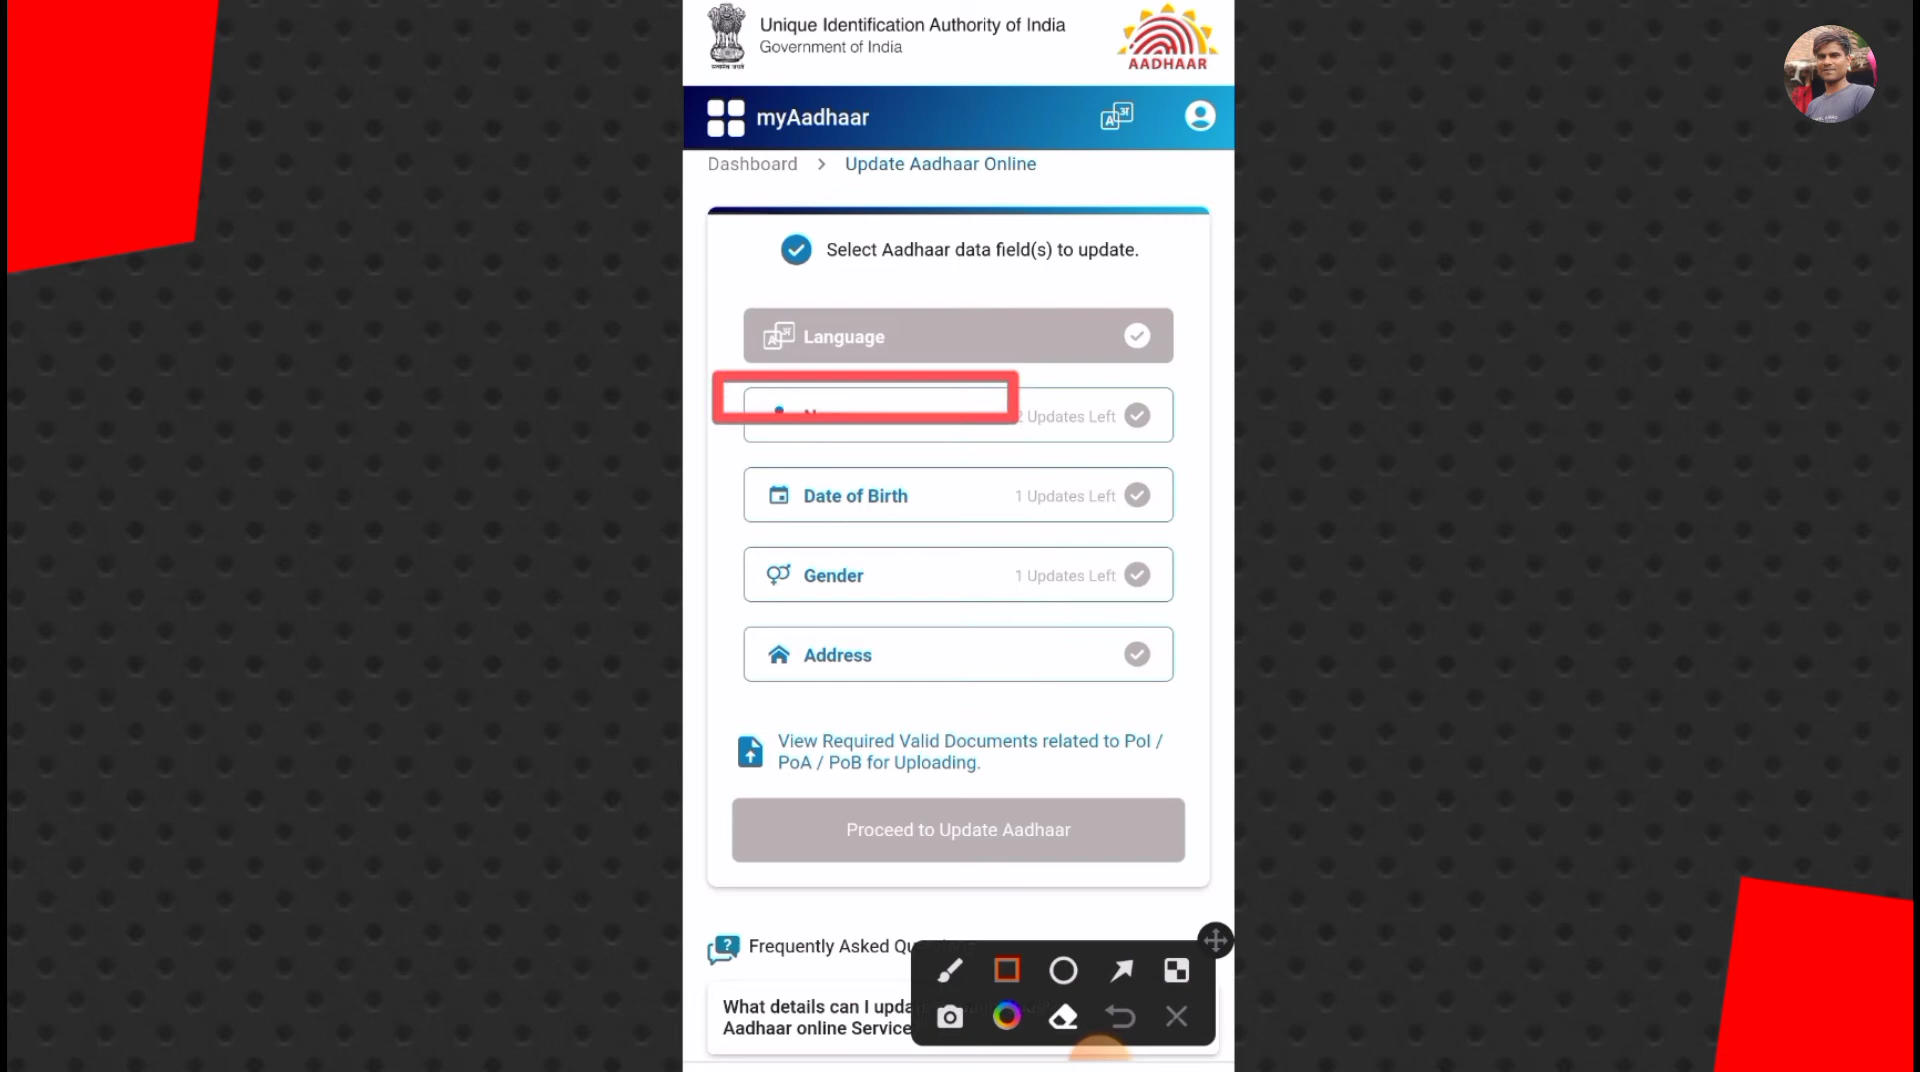 Unique Identification Authority of India
Government of India
AADHAAR
myAadhaar
Dashboard > Update Aadhaar Online
Select Aadhaar data field(s) to update.
Language
Updates Left
Date of Birth 1 Updates Left
Gender 1 Updates Left
Address
View Required Valid Documents related to PoI /
PoA / PoB for Uploading.
Proceed to Update Aadhaar
Frequently Asked
What details can I
Aadhaar online Service